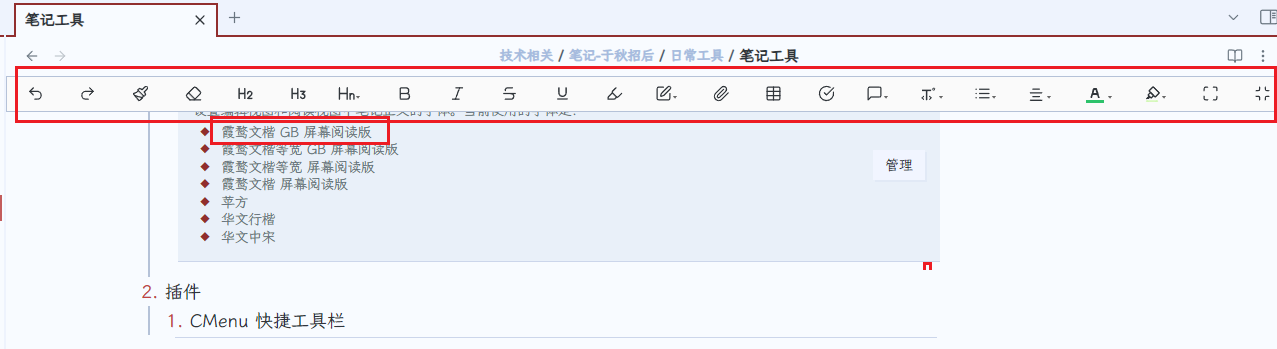 笔记工具
技术相关 / 笔记-于秋招后 / 日常工具 / 笔记工具
H2 H3 Hn B I S U A
霞鹜文楷 GB 屏幕阅读版
霞鹜文楷等宽 GB 屏幕阅读版
管理
霞鹜文楷等宽 屏幕阅读版
霞鹜文楷 屏幕阅读版
苹方
华文行楷
华文中宋
2. 插件
1. CMenu 快捷工具栏